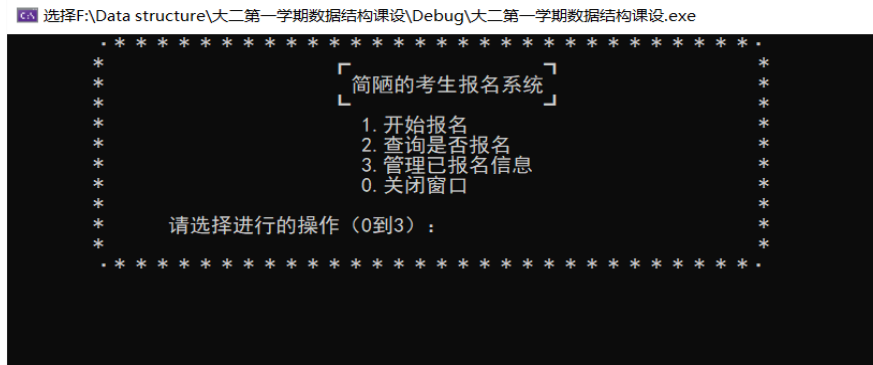 选择F:\Data structure\大二第一学期数据结构课设\Debug\大二第一学期数据结构课设.exe
简陋的考生报名系统
1.开始报名
2.查询是否报名
3.管理已报名信息
0.关闭窗口
请选择进行的操作（0到3）：